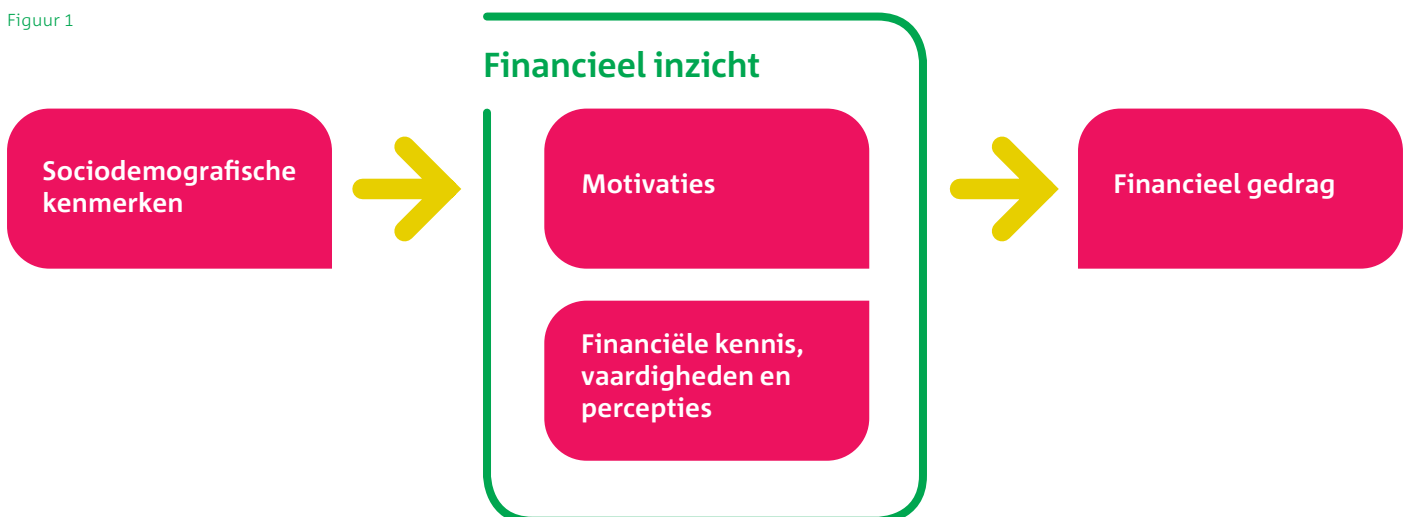 Figuur 1
Financieel inzicht
Sociodemografische
kenmerken
Motivaties
Financieel gedrag
Financiële kennis,
vaardigheden en
percepties